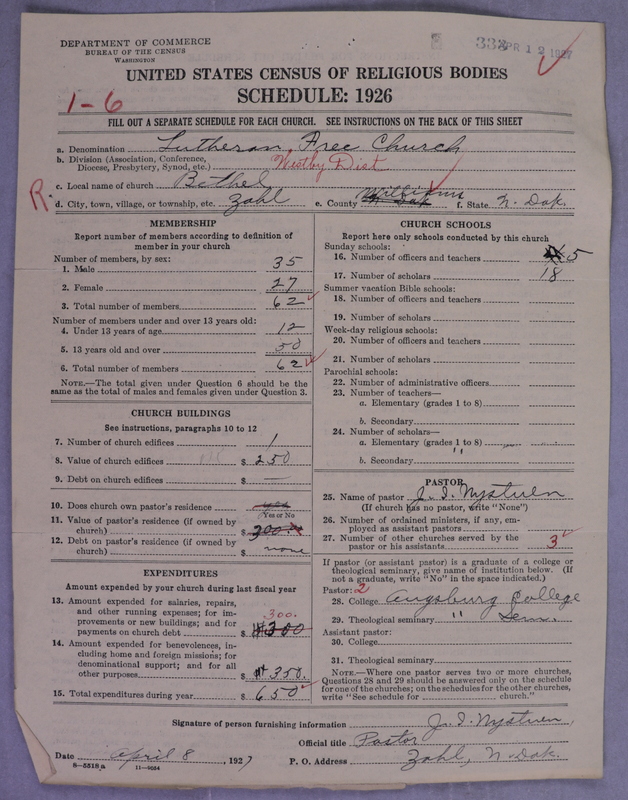 DEPARTMENT OF COMMERCE
BUREAU OF THE CENSUS
WASHINGTON
333 APR 12 1927
UNITED STATES CENSUS OF RELIGIOUS BODIES
SCHEDULE: 1926
1-6
FILL OUT A SEPARATE SCHEDULE FOR EACH CHURCH. SEE INSTRUCTIONS ON THE BACK OF THIS SHEET
a. Denomination Lutheran Free Church
b. Division (Association, Conference, Diocese, Presbytery, Synod, etc.) Westby Dist
R. c. Local name of church Bethel
d. City, town, village, or township, etc. Zahl e. County Williams N Dak f. State N. Dak.
MEMBERSHIP
Report number of members according to definition of
member in your church
Number of members, by sex:
1. Male 35
2. Female 27
3. Total number of members 62
Number of members under and over 13 years old:
4. Under 13 years of age 12
5. 13 years old and over 50
6. Total number of members 62
NOTE.—The total given under Question 6 should be the
same as the total of males and females given under Question 3.
CHURCH BUILDINGS
See instructions, paragraphs 10 to 12
7. Number of church edifices 1
8. Value of church edifices $ 250
9. Debt on church edifices $ —
10. Does church own pastor's residence yes
Yes or No
11. Value of pastor's residence (if owned by
church) $ 300.
12. Debt on pastor's residence (if owned by
church) $ none
EXPENDITURES
Amount expended by your church during last fiscal year
13. Amount expended for salaries, repairs,
and other running expenses; for im-
provements or new buildings; and for
payments on church debt $ 300. 300
14. Amount expended for benevolences, in-
cluding home and foreign missions; for
denominational support; and for all
other purposes $ 350.
15. Total expenditures during year $ 650
CHURCH SCHOOLS
Report here only schools conducted by this church
Sunday schools:
16. Number of officers and teachers 5
17. Number of scholars 18
Summer vacation Bible schools:
18. Number of officers and teachers
19. Number of scholars
Week-day religious schools:
20. Number of officers and teachers
21. Number of scholars
Parochial schools:
22. Number of administrative officers
23. Number of teachers—
a. Elementary (grades 1 to 8)
b. Secondary
24. Number of scholars—
a. Elementary (grades 1 to 8)
b. Secondary "
PASTOR
25. Name of pastor J. I. Nystuen
(If church has no pastor, write "None")
26. Number of ordained ministers, if any, em-
ployed as assistant pastors
27. Number of other churches served by the
pastor or his assistants 3
If pastor (or assistant pastor) is a graduate of a college or
theological seminary, give name of institution below. (If
not a graduate, write "No" in the space indicated.)
Pastor: 2
28. College Augsburg College
29. Theological seminary " Sem.
Assistant pastor:
30. College
31. Theological seminary
NOTE.—Where one pastor serves two or more churches,
Questions 28 and 29 should be answered only on the schedule
for one of the churches; on the schedules for the other churches,
write "See schedule for church."
Signature of person furnishing information J. I. Nystuen,
Official title Pastor
Date April 8, 1927 P. O. Address Zahl, N. Dak.
8—5518a 11—9654